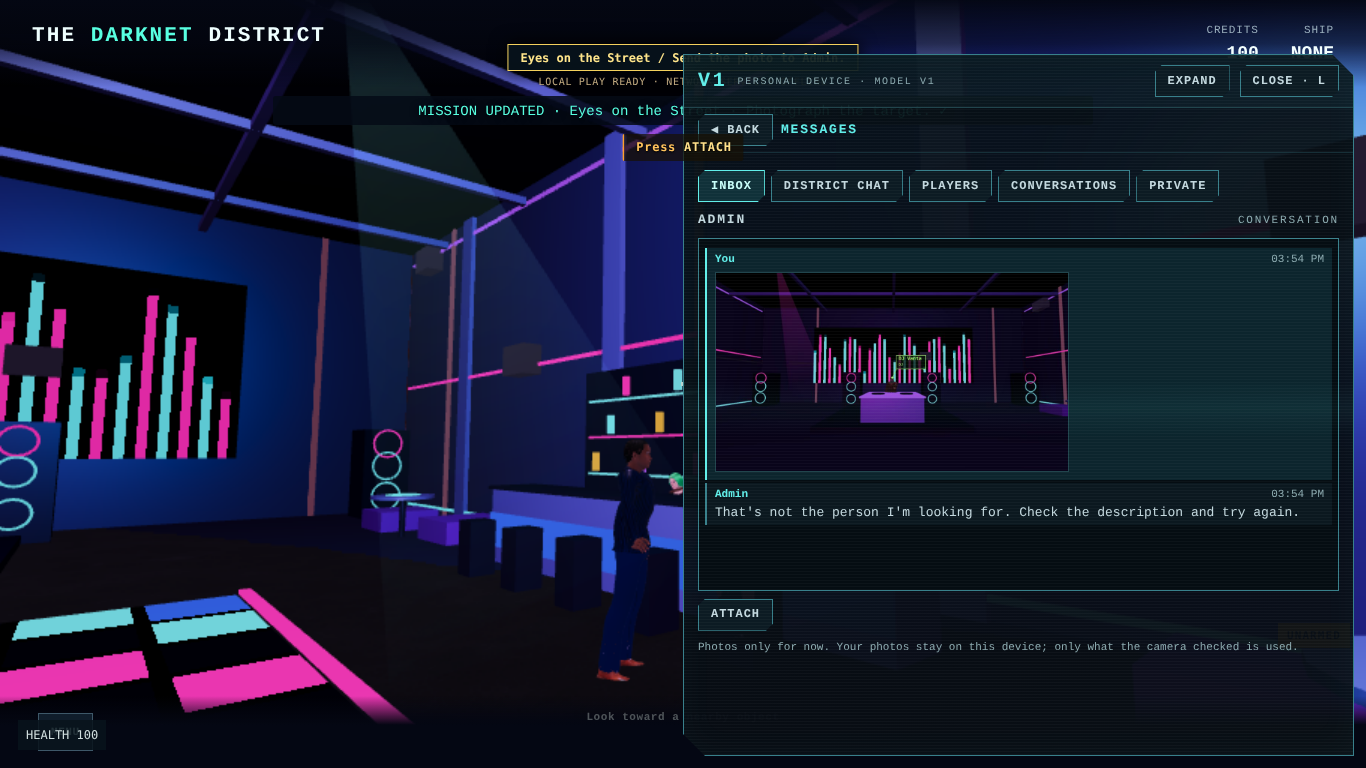 THE DARKNET DISTRICT
CREDITS SHIP
100 NONE
Eyes on the Street / Send the photo to Admin.
LOCAL PLAY READY · NET
MISSION UPDATED · Eyes on the Street · Photograph the target.
V1 PERSONAL DEVICE · MODEL V1
EXPAND
CLOSE · L
◀ BACK
MESSAGES
Press ATTACH
INBOX
DISTRICT CHAT
PLAYERS
CONVERSATIONS
PRIVATE
ADMIN
CONVERSATION
You
03:54 PM
Admin
03:54 PM
That's not the person I'm looking for. Check the description and try again.
ATTACH
Photos only for now. Your photos stay on this device; only what the camera checked is used.
Look toward a
HEALTH 100